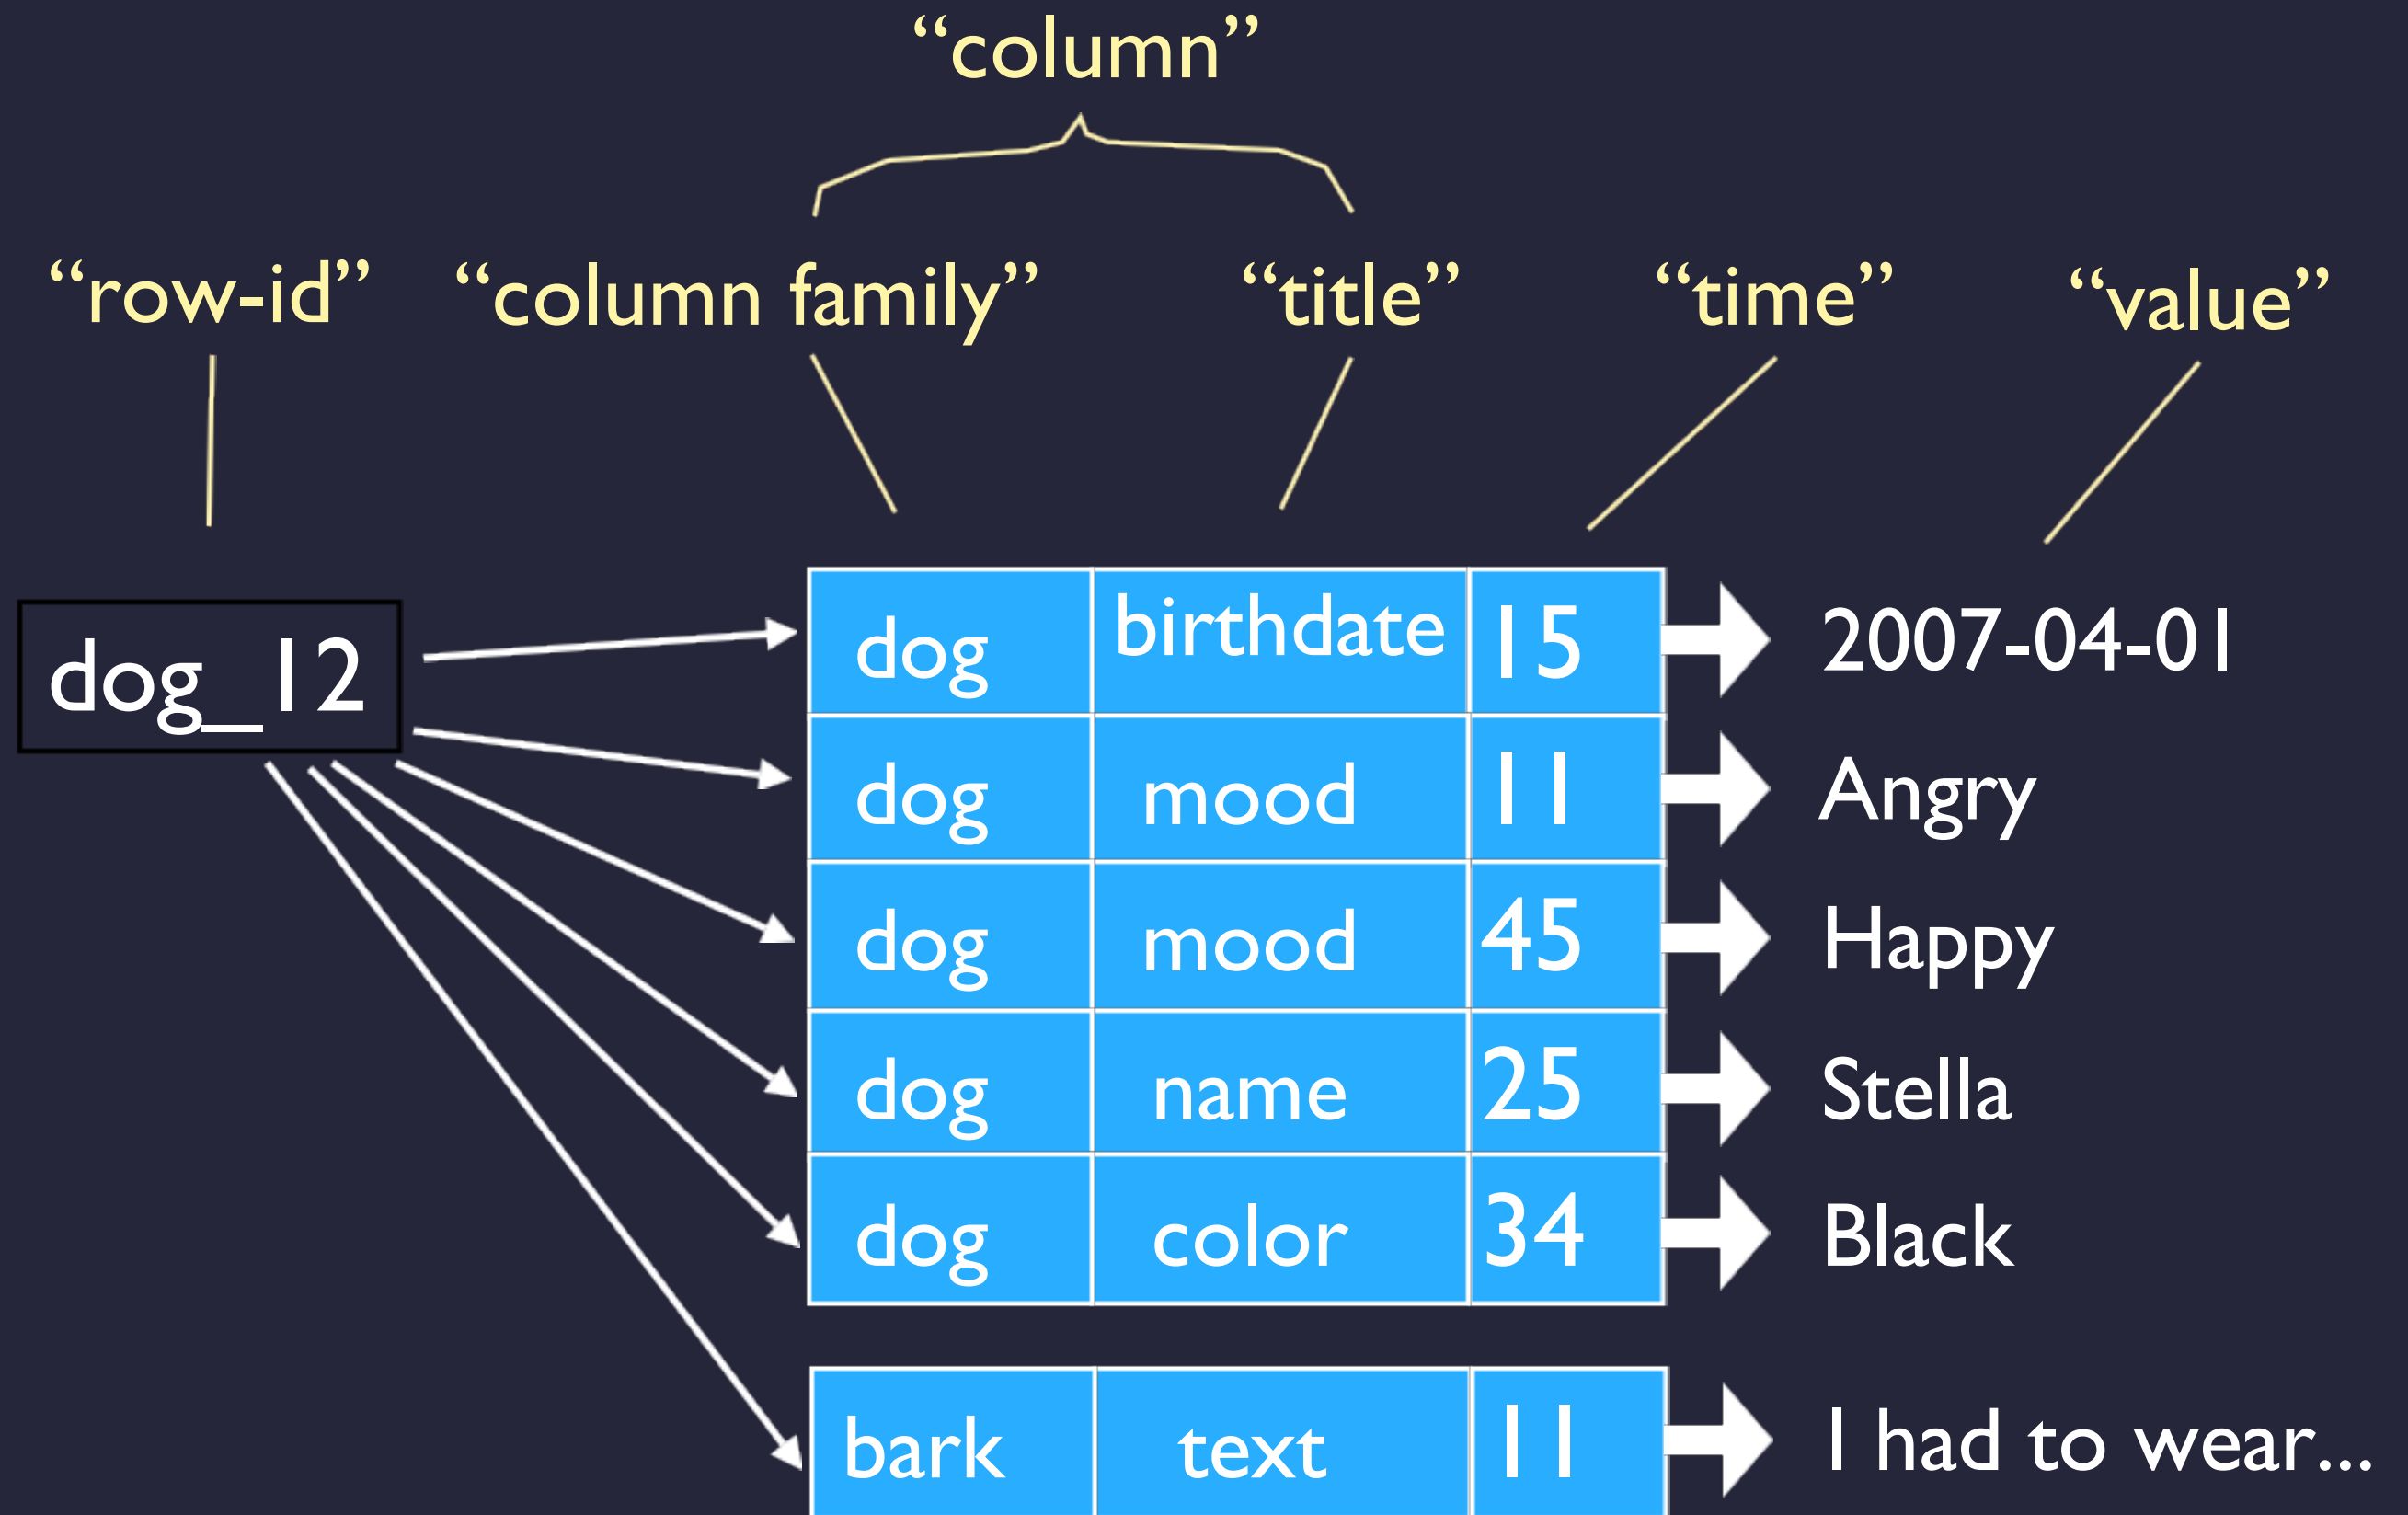 “column”
“row-id” “column family” “title” “time” “value”
dog_12
dog birthdate 15 2007-04-01
dog mood 11 Angry
dog mood 45 Happy
dog name 25 Stella
dog color 34 Black
bark text 11 I had to wear...